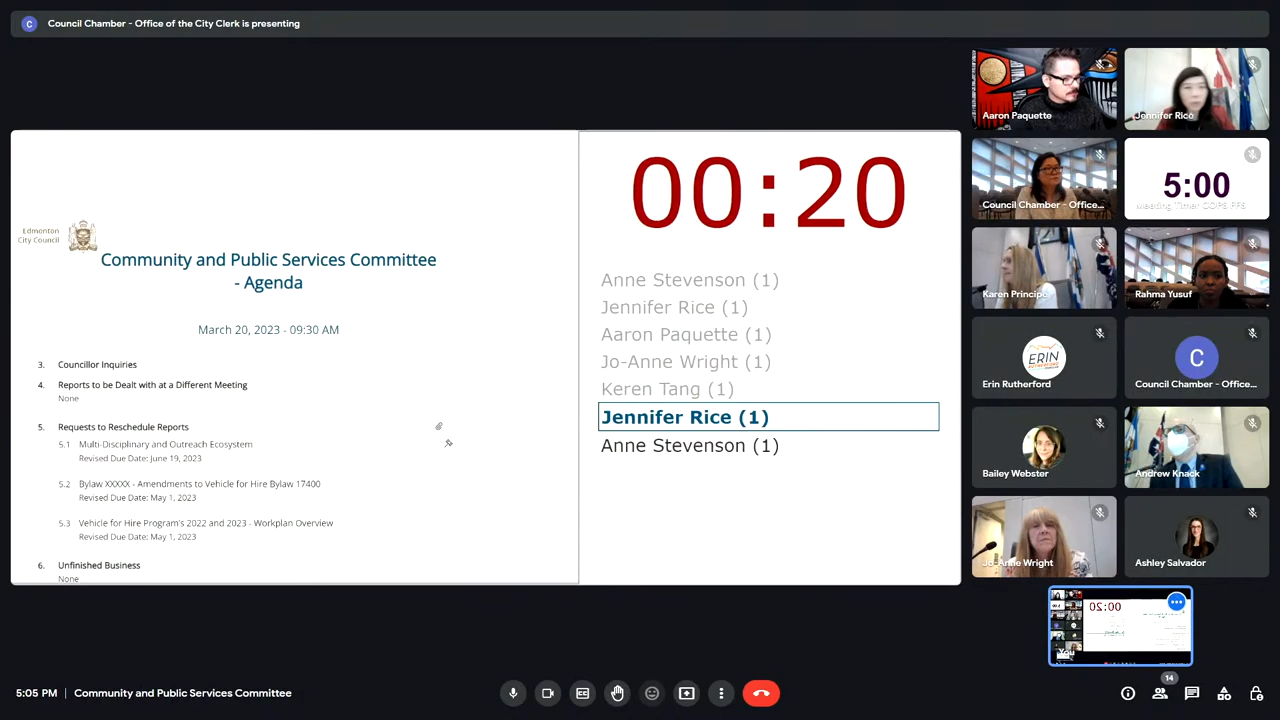 C
Council Chamber - Office of the City Clerk is presenting
Edmonton
City Council
Community and Public Services Committee
- Agenda
March 20, 2023 - 09:30 AM
3. Councillor Inquiries
4. Reports to be Dealt with at a Different Meeting
None
5. Requests to Reschedule Reports
5.1 Multi-Disciplinary and Outreach Ecosystem
Revised Due Date: June 19, 2023
5.2 Bylaw XXXXX - Amendments to Vehicle for Hire Bylaw 17400
Revised Due Date: May 1, 2023
5.3 Vehicle for Hire Program's 2022 and 2023 - Workplan Overview
Revised Due Date: May 1, 2023
6. Unfinished Business
None
00:20
Anne Stevenson (1)
Jennifer Rice (1)
Aaron Paquette (1)
Jo-Anne Wright (1)
Keren Tang (1)
Jennifer Rice (1)
Anne Stevenson (1)
Aaron Paquette
Jennifer Rice
Council Chamber - Office...
5:00
Meeting Timer
Karen Principe
Rahma Yusuf
ERIN
RUTHERFORD
Erin Rutherford
C
Council Chamber - Office...
Bailey Webster
Andrew Knack
Jo-Anne Wright
Ashley Salvador
00:20
You
5:05 PM | Community and Public Services Committee
14